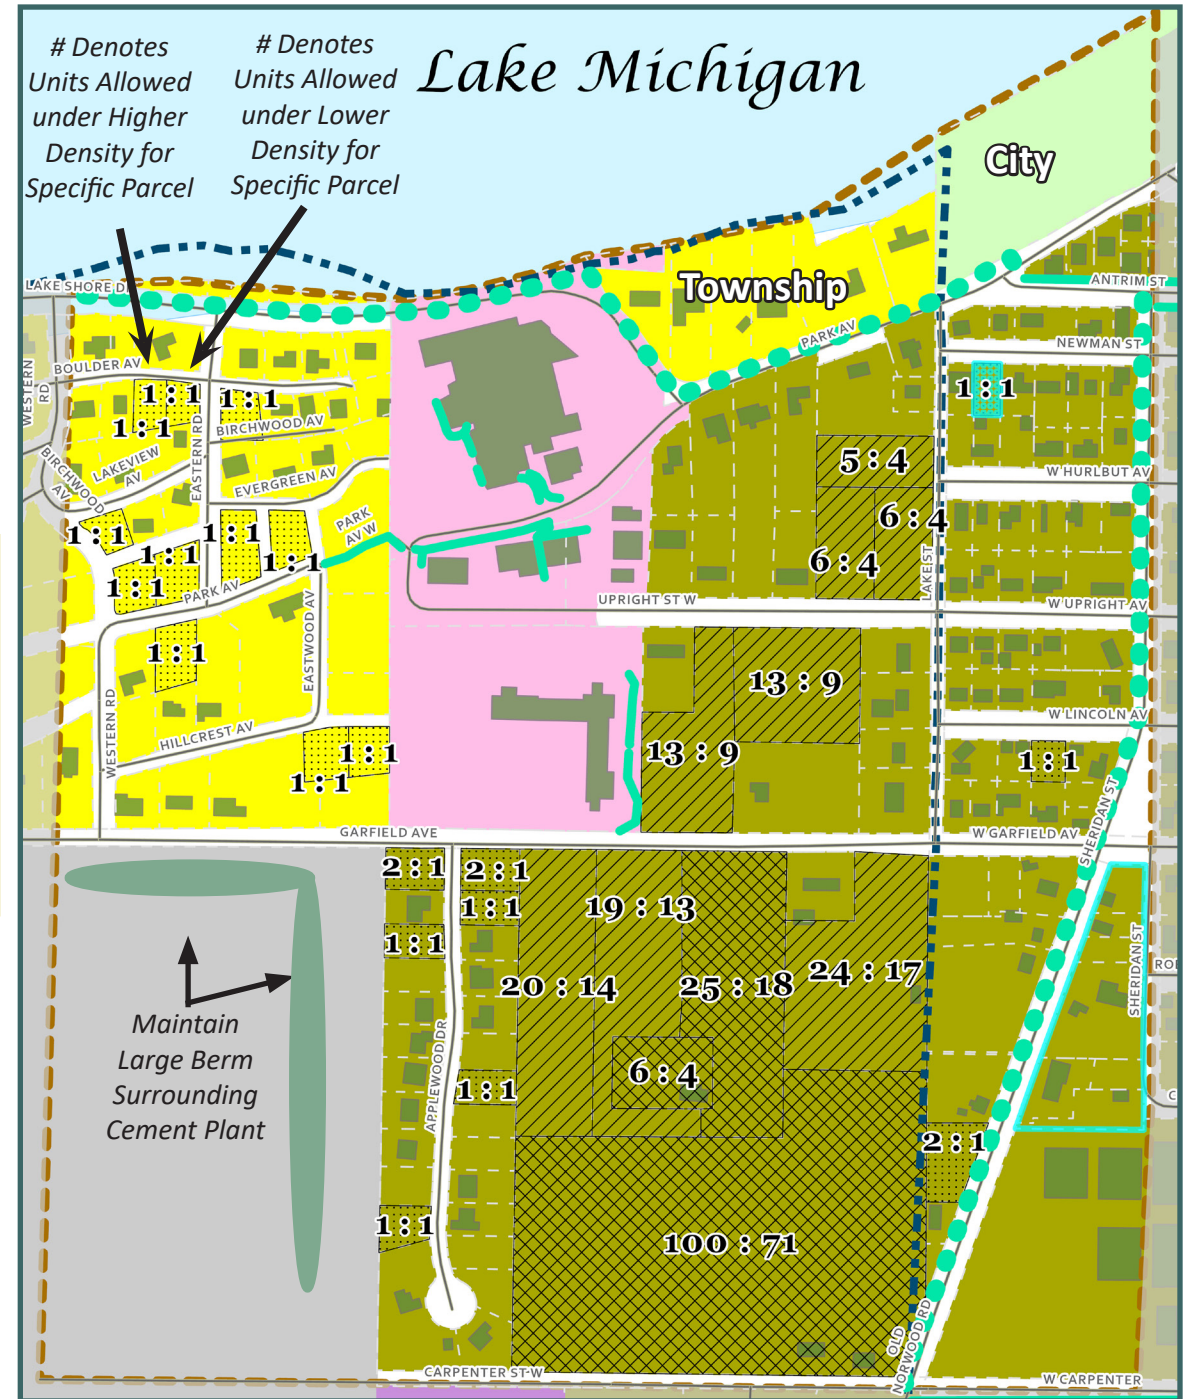 # Denotes
Units Allowed
under Higher
Density for
Specific Parcel
# Denotes
Units Allowed
under Lower
Density for
Specific Parcel
Lake Michigan
City
Township
LAKE SHORE D
ANTRIM ST
PARK AV
NEWMAN ST
BOULDER AV
WESTERN
RD
1 : 1
1 : 1
1 : 1
1 : 1
BIRCHWOOD AV
1 : 1
EASTERN RD
LAKEVIEW
AV
5 : 4
W HURLBUT AV
BIRCHWOOD
AV
EVERGREEN AV
PARK
AV W
6 : 4
1 : 1
1 : 1
1 : 1
1 : 1
6 : 4
LAKE ST
1 : 1
PARK AV
UPRIGHT ST W
W UPRIGHT AV
EASTWOOD AV
1 : 1
13 : 9
W LINCOLN AV
WESTERN RD
HILLCREST AV
1 : 1
13 : 9
1 : 1
1 : 1
SHERIDAN ST
GARFIELD AVE
W GARFIELD AV
2 : 1
2 : 1
1 : 1
19 : 13
1 : 1
SHERIDAN ST
20 : 14
25 : 18
24 : 17
Maintain
Large Berm
Surrounding
Cement Plant
APPLEWOOD DR
6 : 4
1 : 1
2 : 1
1 : 1
100 : 71
OLD
NORWOOD RD
CARPENTER ST W
W CARPENTER